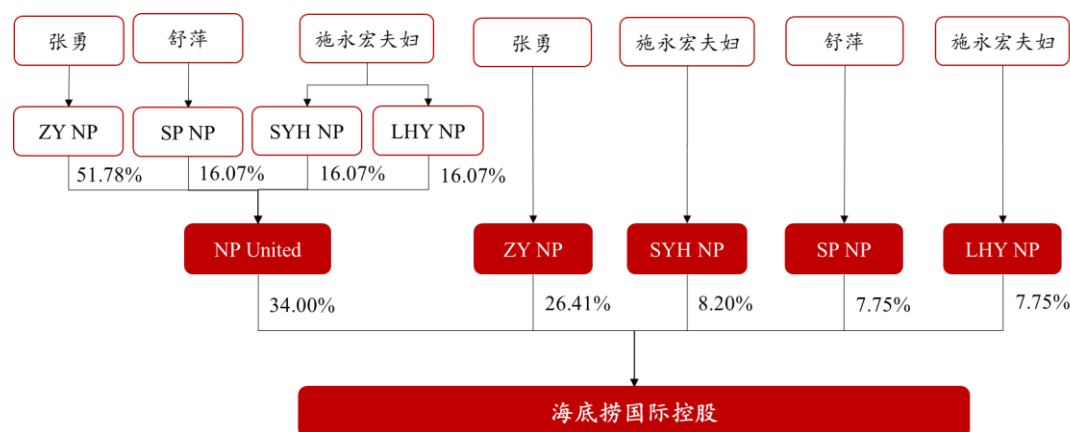 张勇
舒萍
施永宏夫妇
张勇
施永宏夫妇
舒萍
施永宏夫妇
ZY NP
SP NP
SYH NP
LHY NP
51.78%
16.07%
16.07%
16.07%
NP United
ZY NP
SYH NP
SP NP
LHY NP
34.00%
26.41%
8.20%
7.75%
7.75%
海底捞国际控股